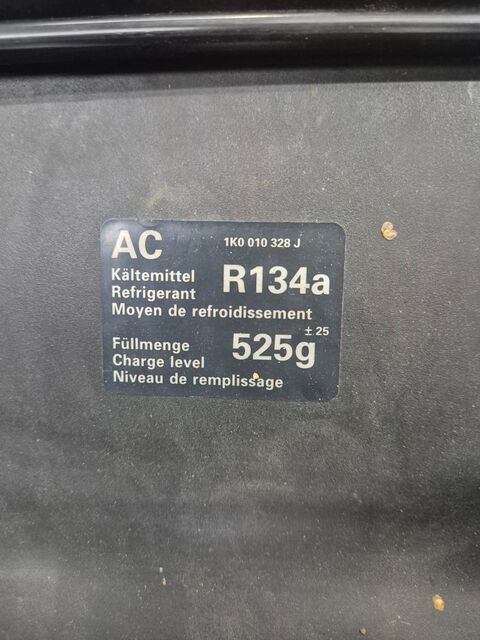 AC 1K0 010 328 J
Kältemittel R134a
Refrigerant
Moyen de refroidissement
Füllmenge 525g ±25
Charge level
Niveau de remplissage